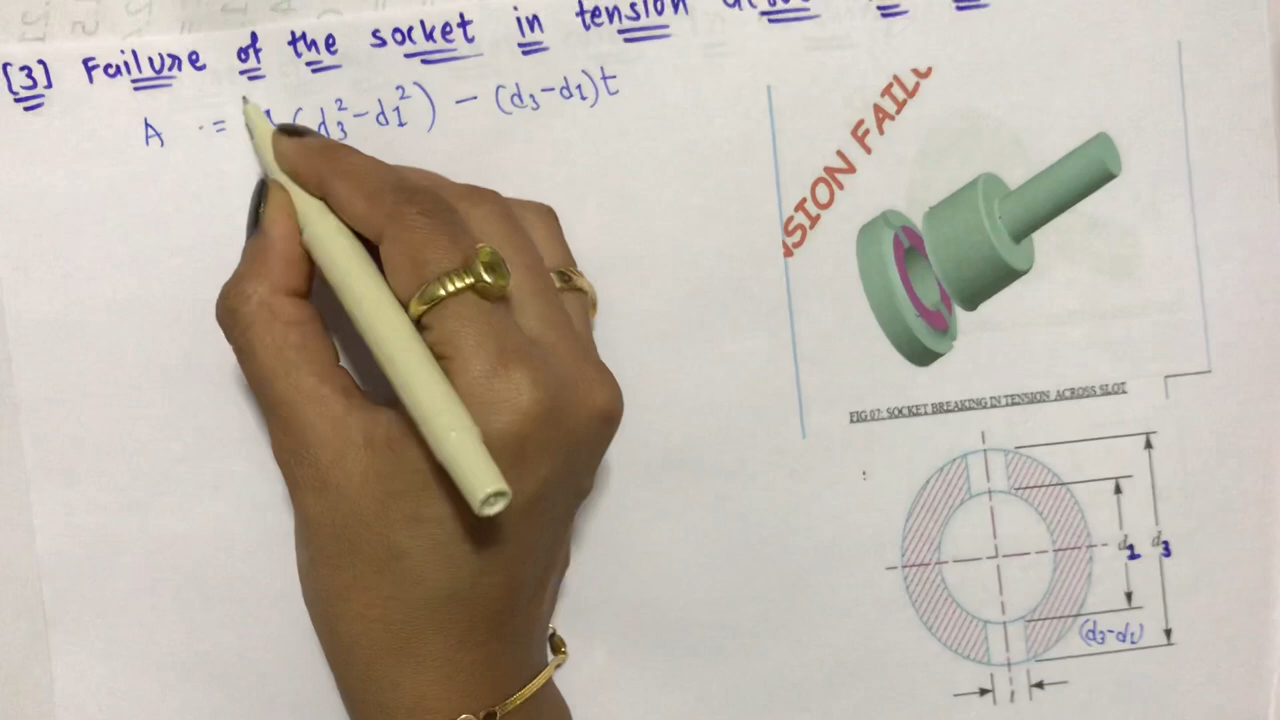 [3] Failure of the socket in tension
A = (d3² - d1²) - (d3-d1)t
NSION FAIL
FIG 07: SOCKET BREAKING IN TENSION ACROSS SLOT
d1 d3
(d3-d1)
t